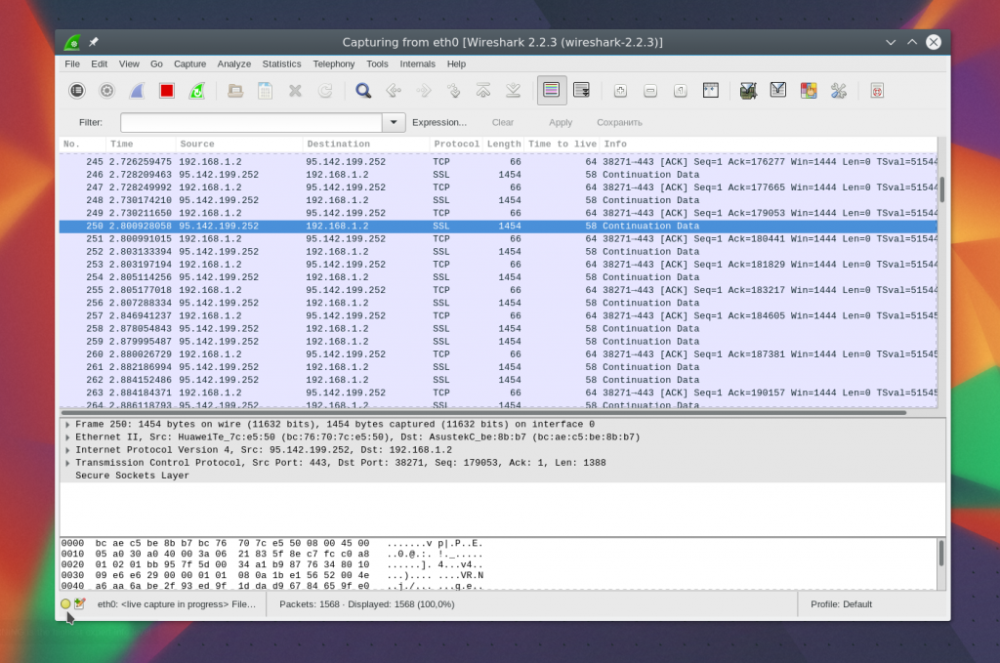 Capturing from eth0 [Wireshark 2.2.3 (wireshark-2.2.3)]
File Edit View Go Capture Analyze Statistics Telephony Tools Internals Help
Filter: Expression... Clear Apply Сохранить
No. Time Source Destination Protocol Length Time to live Info
245 2.726259475 192.168.1.2 95.142.199.252 TCP 66 64 38271→443 [ACK] Seq=1 Ack=176277 Win=1444 Len=0 TSval=51544
246 2.728209463 95.142.199.252 192.168.1.2 SSL 1454 58 Continuation Data
247 2.728249992 192.168.1.2 95.142.199.252 TCP 66 64 38271→443 [ACK] Seq=1 Ack=177665 Win=1444 Len=0 TSval=51544
248 2.730174210 95.142.199.252 192.168.1.2 SSL 1454 58 Continuation Data
249 2.730211650 192.168.1.2 95.142.199.252 TCP 66 64 38271→443 [ACK] Seq=1 Ack=179053 Win=1444 Len=0 TSval=51544
250 2.800928058 95.142.199.252 192.168.1.2 SSL 1454 58 Continuation Data
251 2.800991015 192.168.1.2 95.142.199.252 TCP 66 64 38271→443 [ACK] Seq=1 Ack=180441 Win=1444 Len=0 TSval=51544
252 2.803133394 95.142.199.252 192.168.1.2 SSL 1454 58 Continuation Data
253 2.803197194 192.168.1.2 95.142.199.252 TCP 66 64 38271→443 [ACK] Seq=1 Ack=181829 Win=1444 Len=0 TSval=51544
254 2.805114256 95.142.199.252 192.168.1.2 SSL 1454 58 Continuation Data
255 2.805177018 192.168.1.2 95.142.199.252 TCP 66 64 38271→443 [ACK] Seq=1 Ack=183217 Win=1444 Len=0 TSval=51544
256 2.807288334 95.142.199.252 192.168.1.2 SSL 1454 58 Continuation Data
257 2.846941237 192.168.1.2 95.142.199.252 TCP 66 64 38271→443 [ACK] Seq=1 Ack=184605 Win=1444 Len=0 TSval=51545
258 2.878054843 95.142.199.252 192.168.1.2 SSL 1454 58 Continuation Data
259 2.879995487 95.142.199.252 192.168.1.2 SSL 1454 58 Continuation Data
260 2.880026729 192.168.1.2 95.142.199.252 TCP 66 64 38271→443 [ACK] Seq=1 Ack=187381 Win=1444 Len=0 TSval=51545
261 2.882186994 95.142.199.252 192.168.1.2 SSL 1454 58 Continuation Data
262 2.884152486 95.142.199.252 192.168.1.2 SSL 1454 58 Continuation Data
263 2.884184371 192.168.1.2 95.142.199.252 TCP 66 64 38271→443 [ACK] Seq=1 Ack=190157 Win=1444 Len=0 TSval=51545
264 2.886118793 95.142.199.252 192.168.1.2 SSL 1454 58 Continuation Data
Frame 250: 1454 bytes on wire (11632 bits), 1454 bytes captured (11632 bits) on interface 0
Ethernet II, Src: HuaweiTe_7c:e5:50 (bc:76:70:7c:e5:50), Dst: AsustekC_be:8b:b7 (bc:ae:c5:be:8b:b7)
Internet Protocol Version 4, Src: 95.142.199.252, Dst: 192.168.1.2
Transmission Control Protocol, Src Port: 443, Dst Port: 38271, Seq: 179053, Ack: 1, Len: 1388
Secure Sockets Layer
0000 bc ae c5 be 8b b7 bc 76 70 7c e5 50 08 00 45 00 .......v p|.P..E.
0010 05 a0 30 a0 40 00 3a 06 21 83 5f 8e c7 fc c0 a8 ..0.@.:. !._.....
0020 01 02 01 bb 95 7f 5d 00 34 a1 b9 87 76 34 80 10 ......]. 4...v4..
0030 09 e6 e6 29 00 00 01 01 08 0a 1b e1 56 52 00 4e ...).... ....VR.N
0040 a6 aa 6a be 2f 93 ed 9f 1d da d9 67 84 65 9f e0 ..j./... ...g.e..
eth0: <live capture in progress> File... Packets: 1568 · Displayed: 1568 (100,0%) Profile: Default